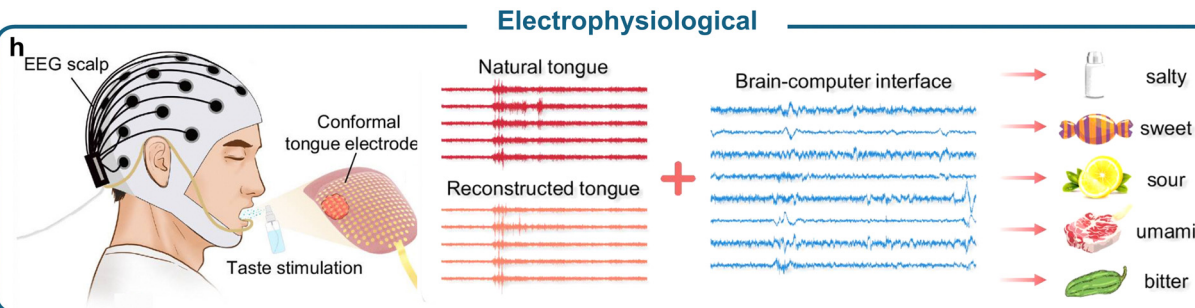 Electrophysiological
h
EEG scalp
Conformal
tongue electrode
Taste stimulation
Natural tongue
Reconstructed tongue
Brain-computer interface
salty
sweet
sour
umami
bitter